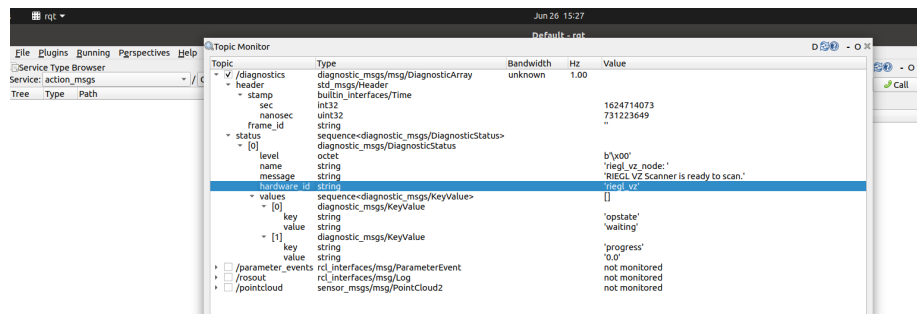 rqt
Jun 26 15:27
Default - rqt
File Plugins Running Perspectives Help
Topic Monitor
D
- O
Service Type Browser
- O
Service: action_msgs
/
Call
Tree Type Path
Topic Type Bandwidth Hz Value
/diagnostics diagnostic_msgs/msg/DiagnosticArray unknown 1.00
header std_msgs/Header
stamp builtin_interfaces/Time
sec int32 1624714073
nanosec uint32 731223649
frame_id string ''
status sequence<diagnostic_msgs/DiagnosticStatus>
[0] diagnostic_msgs/DiagnosticStatus
level octet b'\x00'
name string 'riegl_vz_node: '
message string 'RIEGL VZ Scanner is ready to scan.'
hardware_id string 'riegl_vz'
values sequence<diagnostic_msgs/KeyValue> []
[0] diagnostic_msgs/KeyValue
key string 'opstate'
value string 'waiting'
[1] diagnostic_msgs/KeyValue
key string 'progress'
value string '0.0'
/parameter_events rcl_interfaces/msg/ParameterEvent not monitored
/rosout rcl_interfaces/msg/Log not monitored
/pointcloud sensor_msgs/msg/PointCloud2 not monitored